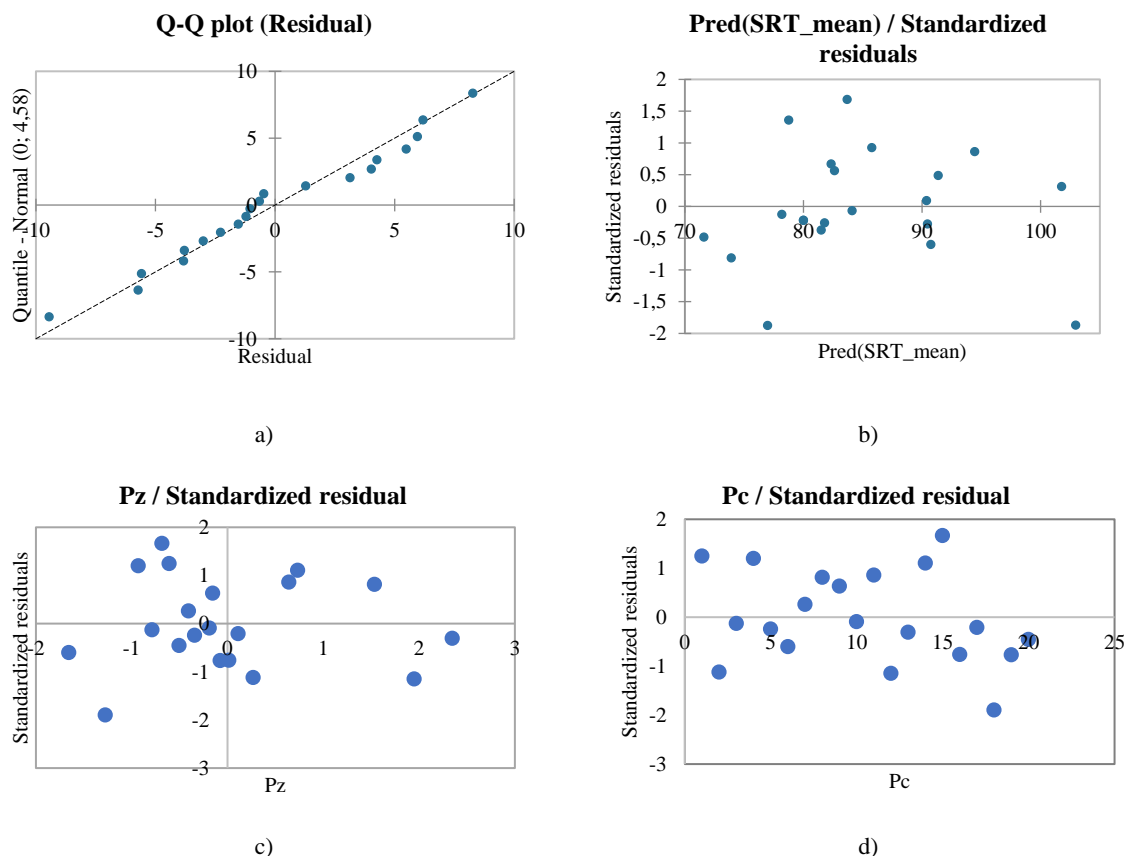 Q-Q plot (Residual)
10
5
0
-10
-5
0
5
10
-5
-10
Quantile - Normal (0; 4,58)
Residual
a)
Pred(SRT_mean) / Standardized
residuals
2
1,5
1
0,5
0
70
80
90
100
-0,5
-1
-1,5
-2
Standardized residuals
Pred(SRT_mean)
b)
Pz / Standardized residual
2
1
0
-2
-1
0
1
2
3
-1
-2
-3
Standardized residuals
Pz
c)
Pc / Standardized residual
2
1
0
0
5
10
15
20
25
-1
-2
-3
Standardized residuals
Pc
d)